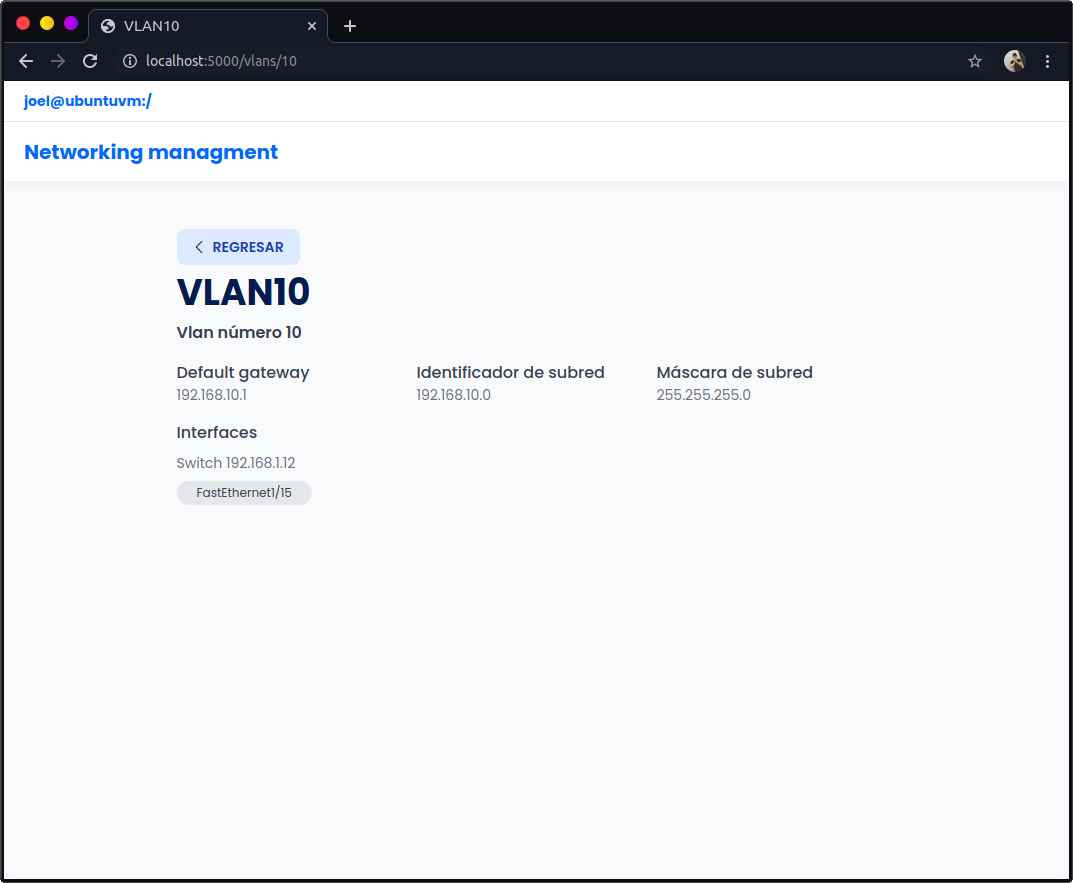 VLAN10
localhost:5000/vlans/10
joel@ubuntuvm:/
Networking managment
REGRESAR
VLAN10
Vlan número 10
Default gateway Identificador de subred Máscara de subred
192.168.10.1 192.168.10.0 255.255.255.0
Interfaces
Switch 192.168.1.12
FastEthernet1/15